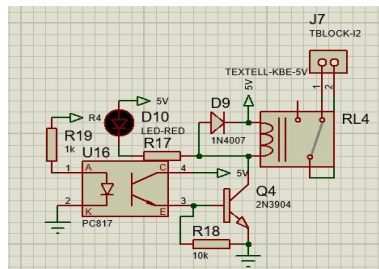 J7
TBLOCK-I2
TEXTELL-KBE-5V
5V
1
2
5V
D9
R4
D10
LED-RED
RL4
R19
1k
R17
1N4007
U16
1
A
C
4
5V
Q4
2N3904
2
K
E
3
PC817
R18
10k